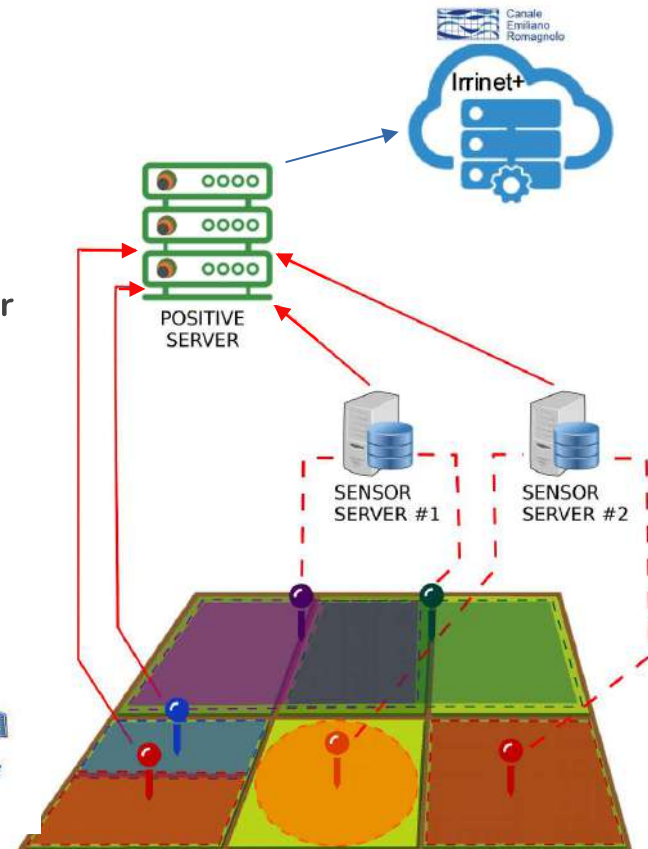 Canale
Emiliano
Romagnolo
Irrinet+
r
POSITIVE
SERVER
SENSOR
SERVER #1
SENSOR
SERVER #2